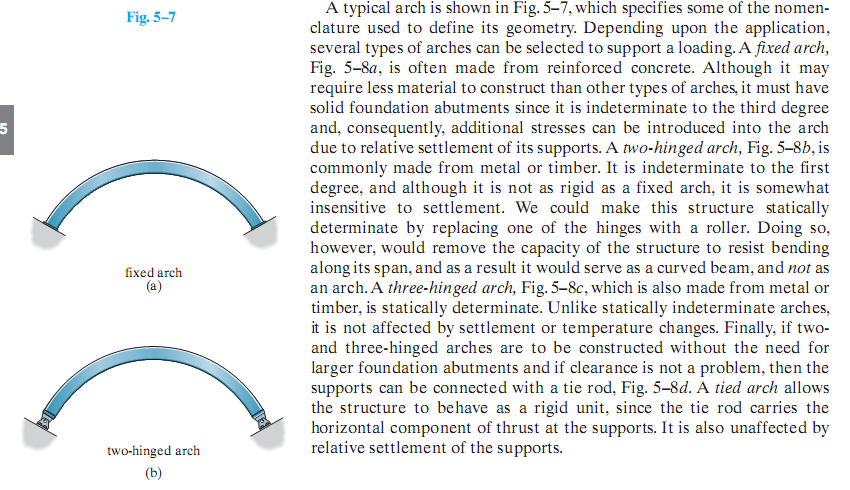 Fig. 5–7
5
fixed arch
(a)
two-hinged arch
(b)
A typical arch is shown in Fig. 5–7, which specifies some of the nomen-
clature used to define its geometry. Depending upon the application,
several types of arches can be selected to support a loading. A fixed arch,
Fig. 5–8a, is often made from reinforced concrete. Although it may
require less material to construct than other types of arches, it must have
solid foundation abutments since it is indeterminate to the third degree
and, consequently, additional stresses can be introduced into the arch
due to relative settlement of its supports. A two-hinged arch, Fig. 5–8b, is
commonly made from metal or timber. It is indeterminate to the first
degree, and although it is not as rigid as a fixed arch, it is somewhat
insensitive to settlement. We could make this structure statically
determinate by replacing one of the hinges with a roller. Doing so,
however, would remove the capacity of the structure to resist bending
along its span, and as a result it would serve as a curved beam, and not as
an arch. A three-hinged arch, Fig. 5–8c, which is also made from metal or
timber, is statically determinate. Unlike statically indeterminate arches,
it is not affected by settlement or temperature changes. Finally, if two-
and three-hinged arches are to be constructed without the need for
larger foundation abutments and if clearance is not a problem, then the
supports can be connected with a tie rod, Fig. 5–8d. A tied arch allows
the structure to behave as a rigid unit, since the tie rod carries the
horizontal component of thrust at the supports. It is also unaffected by
relative settlement of the supports.